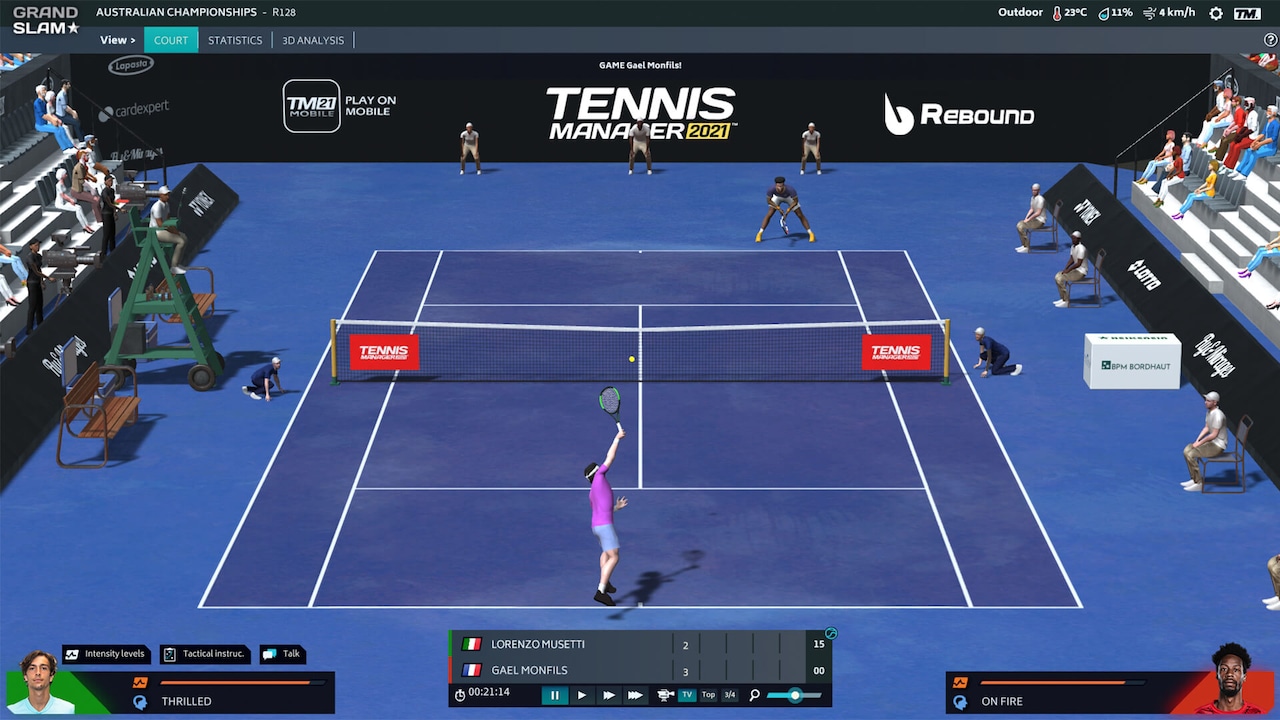 GRAND SLAM★
AUSTRALIAN CHAMPIONSHIPS - R128
Outdoor 23°C 11% 4 km/h TM.
View > COURT STATISTICS 3D ANALYSIS ?
GAME Gael Monfils!
Lapasta
cardexpert
TM21 MOBILE
PLAY ON MOBILE
TENNIS MANAGER 2021™
REBOUND
LOTTO
TENNIS
TENNIS
BPM BORDHAUT
Intensity levels
Tactical instruc.
Talk
THRILLED
LORENZO MUSETTI 2 15
GAEL MONFILS 3 00
00:21:14 TV Top 3/4
ON FIRE